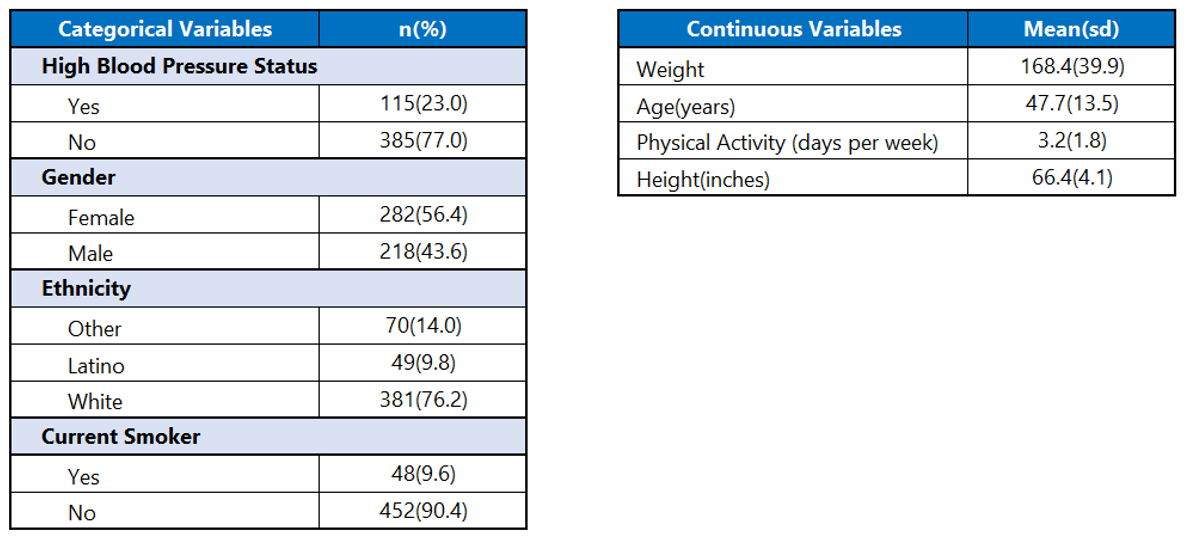 Categorical Variables n(%)
High Blood Pressure Status
Yes 115(23.0)
No 385(77.0)
Gender
Female 282(56.4)
Male 218(43.6)
Ethnicity
Other 70(14.0)
Latino 49(9.8)
White 381(76.2)
Current Smoker
Yes 48(9.6)
No 452(90.4)
Continuous Variables Mean(sd)
Weight 168.4(39.9)
Age(years) 47.7(13.5)
Physical Activity (days per week) 3.2(1.8)
Height(inches) 66.4(4.1)